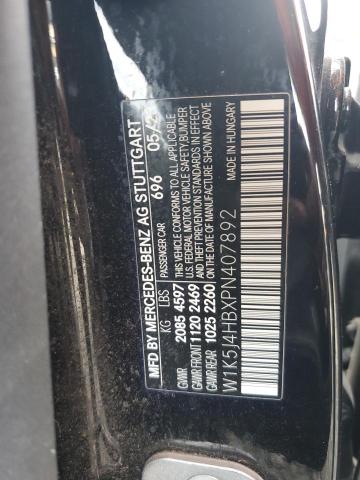 MFD BY MERCEDES-BENZ AG STUTTGART
PASSENGER CAR 696 05/2
KG LBS
GVWR 2085 4597
GAWR FRONT 1120 2469
GAWR REAR 1025 2260
THIS VEHICLE CONFORMS TO ALL APPLICABLE
U.S. FEDERAL MOTOR VEHICLE SAFETY BUMPER
AND THEFT PREVENTION STANDARDS IN EFFECT
ON THE DATE OF MANUFACTURE SHOWN ABOVE.
W1K5J4HBXPN407892
MADE IN HUNGARY